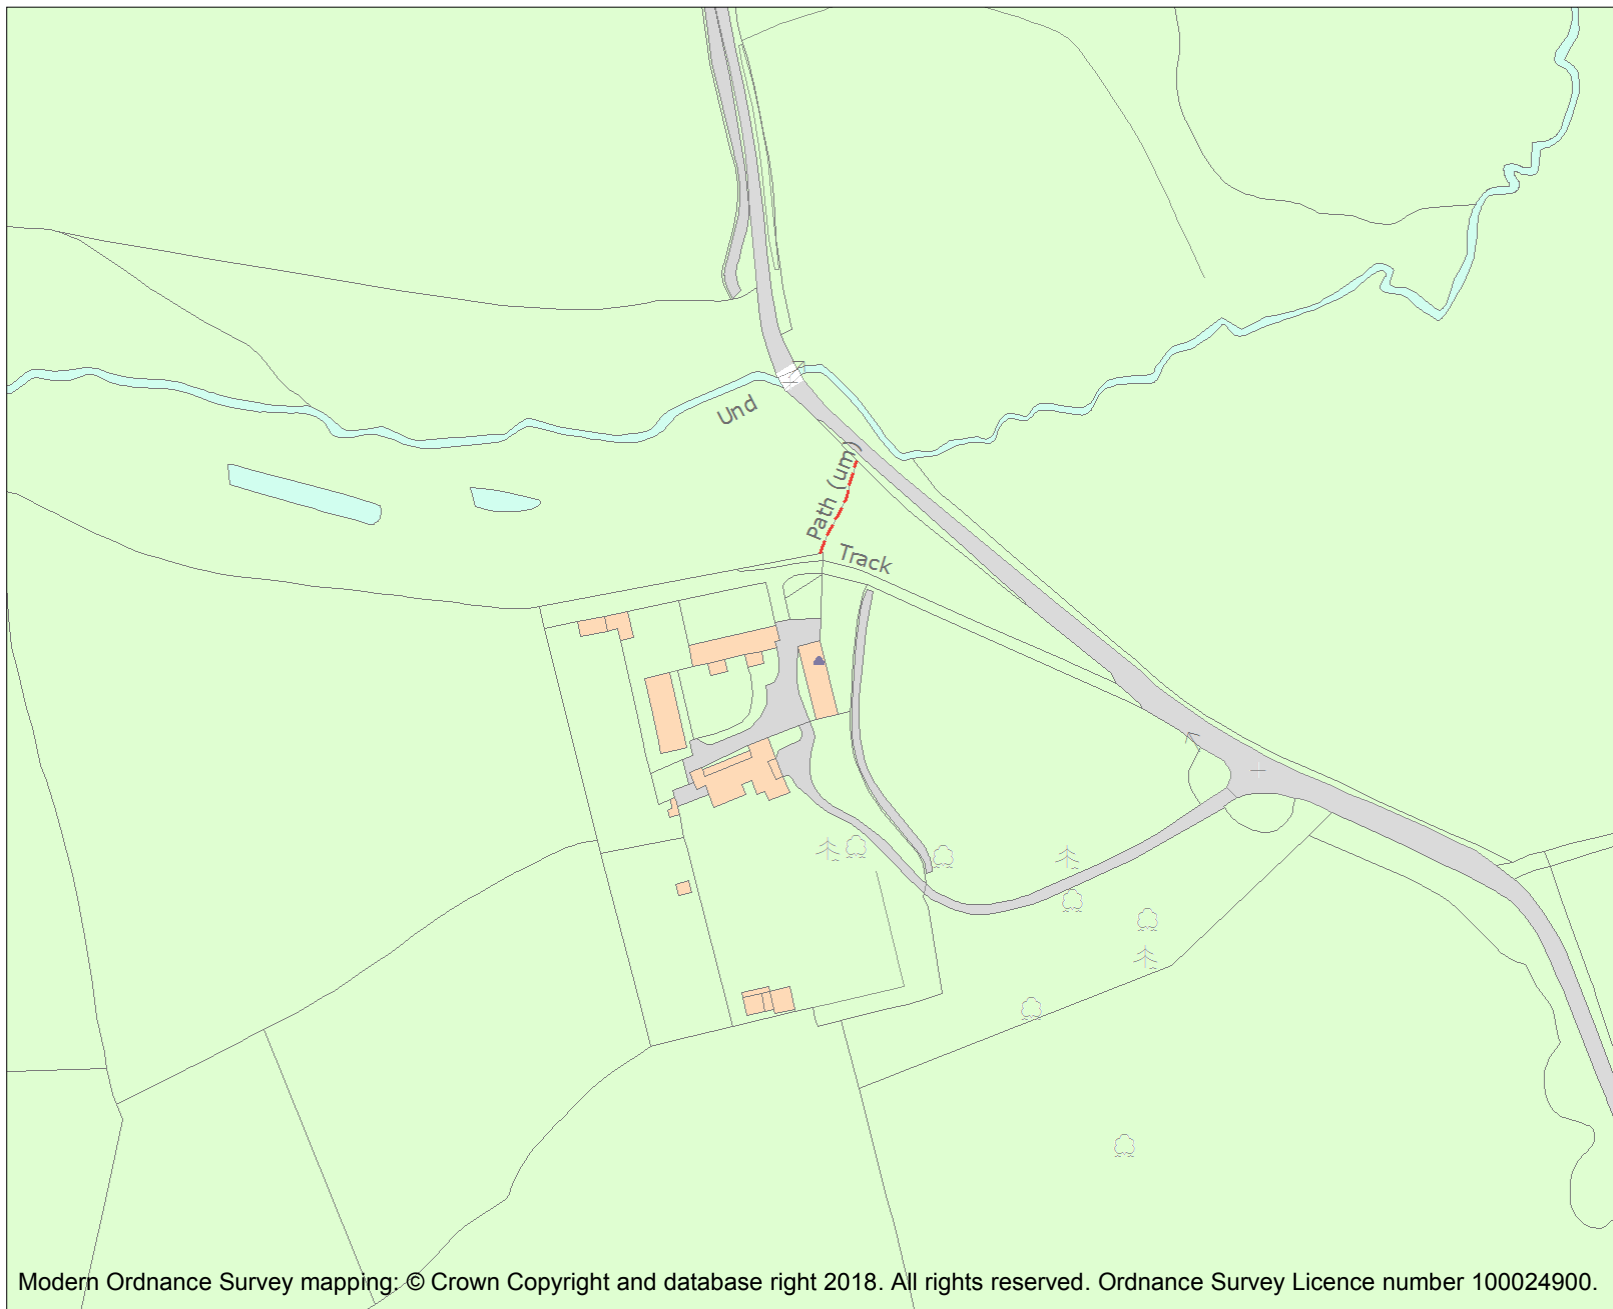 Und
Path (um)
Track
Modern Ordnance Survey mapping: © Crown Copyright and database right 2018. All rights reserved. Ordnance Survey Licence number 100024900.